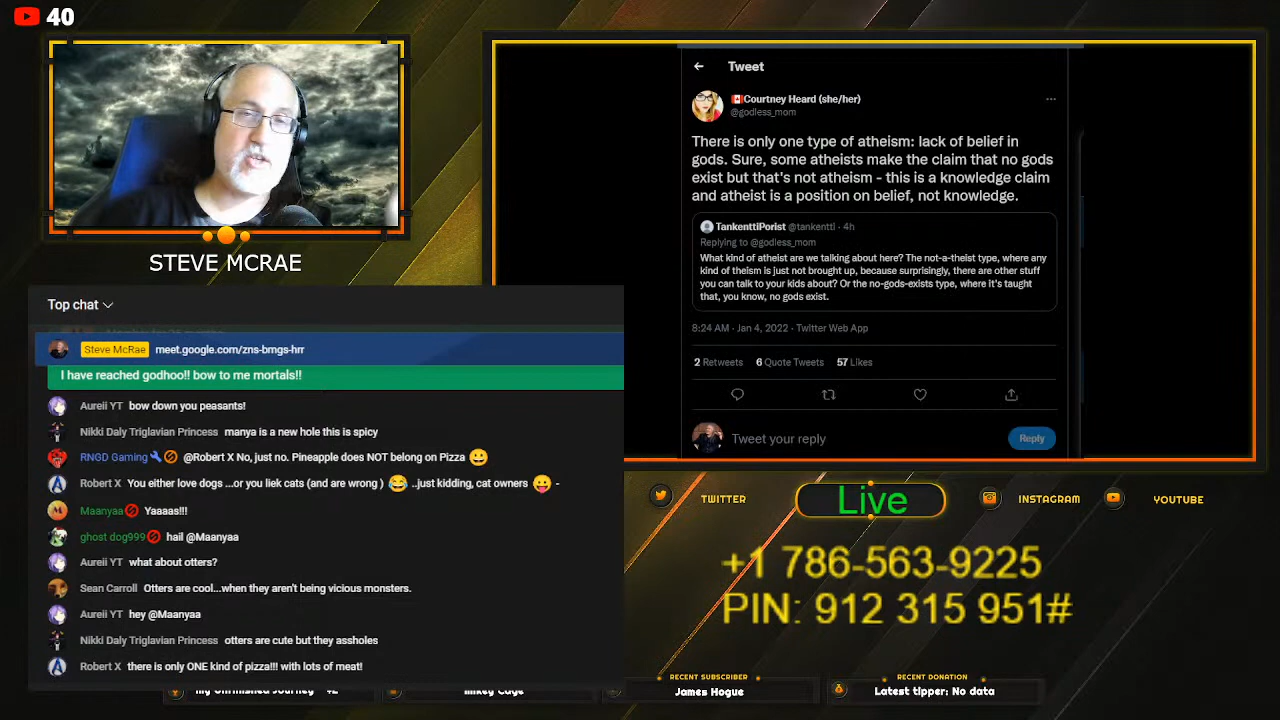 40
STEVE MCRAE
Top chat
Steve McRae meet.google.com/zns-bmgs-hrr
I have reached godhoo!! bow to me mortals!!
Aureii YT bow down you peasants!
Nikki Daly Triglavian Princess manya is a new hole this is spicy
RNGD Gaming @Robert X No, just no. Pineapple does NOT belong on Pizza 😀
Robert X You either love dogs ...or you liek cats (and are wrong ) 😂 ..just kidding, cat owners 😛 -
Maanyaa Yaaaas!!!
ghost dog999 hail @Maanyaa
Aureii YT what about otters?
Sean Carroll Otters are cool...when they aren't being vicious monsters.
Aureii YT hey @Maanyaa
Nikki Daly Triglavian Princess otters are cute but they assholes
Robert X there is only ONE kind of pizza!!! with lots of meat!
Tweet
🇨🇦Courtney Heard (she/her)
@godless_mom
There is only one type of atheism: lack of belief in
gods. Sure, some atheists make the claim that no gods
exist but that's not atheism - this is a knowledge claim
and atheist is a position on belief, not knowledge.
TankenttiPorist @tankentti · 4h
Replying to @godless_mom
What kind of atheist are we talking about here? The not-a-theist type, where any
kind of theism is just not brought up, because surprisingly, there are other stuff
you can talk to your kids about? Or the no-gods-exists type, where it's taught
that, you know, no gods exist.
8:24 AM · Jan 4, 2022 · Twitter Web App
2 Retweets 6 Quote Tweets 57 Likes
Tweet your reply
Reply
TWITTER
Live
INSTAGRAM
YOUTUBE
+1 786-563-9225
PIN: 912 315 951#
RECENT SUBSCRIBER
James Hogue
RECENT DONATION
Latest tipper: No data